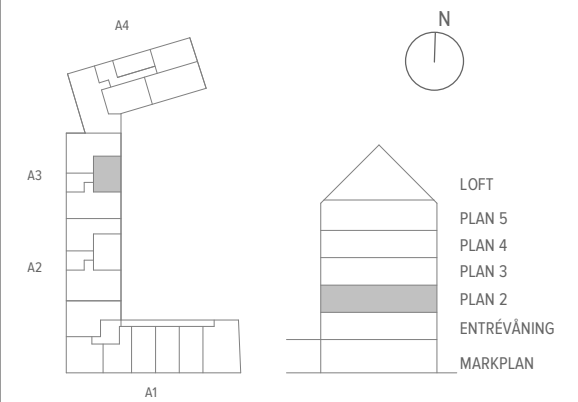 A4
N
A3
A2
A1
LOFT
PLAN 5
PLAN 4
PLAN 3
PLAN 2
ENTRÉVÅNING
MARKPLAN